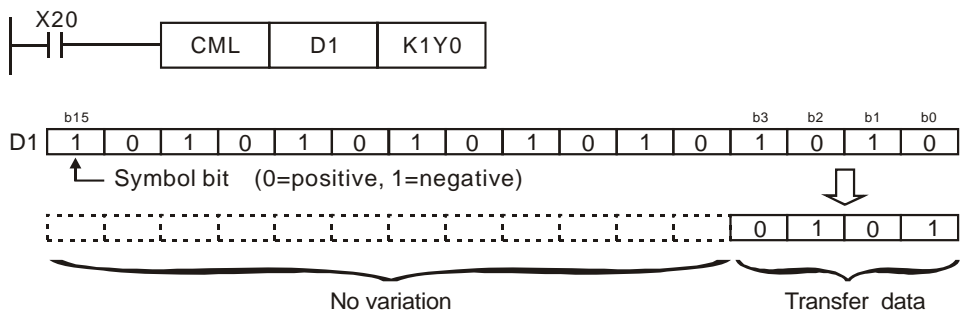 X20
CML D1 K1Y0
b15 b3 b2 b1 b0
D1 1 0 1 0 1 0 1 0 1 0 1 0 1 0 1 0
Symbol bit (0=positive, 1=negative)
0 1 0 1
No variation Transfer data